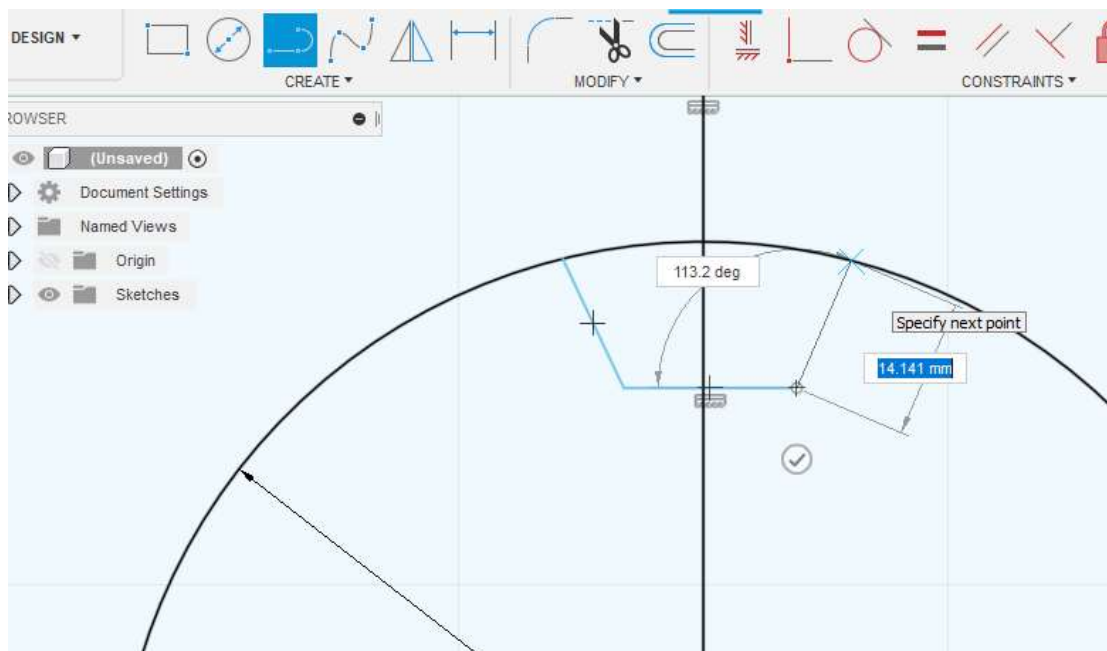 DESIGN ▾
CREATE ▾
MODIFY ▾
CONSTRAINTS ▾
ROWSER
(Unsaved)
Document Settings
Named Views
Origin
Sketches
113.2 deg
Specify next point
14.141 mm